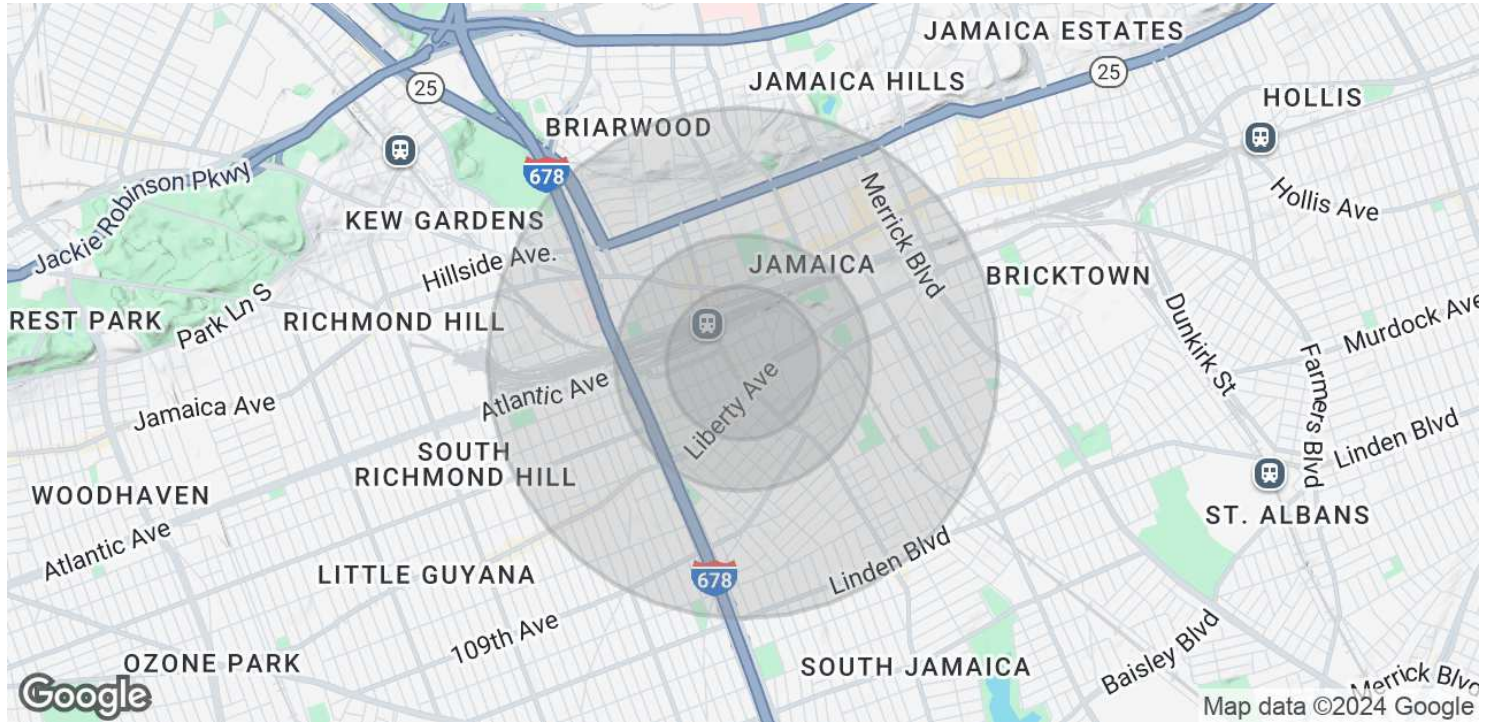 JAMAICA ESTATES
25
JAMAICA HILLS
25
HOLLIS
BRIARWOOD
678
Jackie Robinson Pkwy
Merrick Blvd
Hollis Ave
KEW GARDENS
Hillside Ave.
JAMAICA
BRICKTOWN
REST PARK
Park Ln S
RICHMOND HILL
Dunkirk St
Murdock Ave
Atlantic Ave
Jamaica Ave
Liberty Ave
Farmers Blvd
Linden Blvd
SOUTH
RICHMOND HILL
WOODHAVEN
ST. ALBANS
Atlantic Ave
Linden Blvd
LITTLE GUYANA
678
109th Ave
OZONE PARK
SOUTH JAMAICA
Baisley Blvd
Merrick Blvd
Google
Map data ©2024 Google